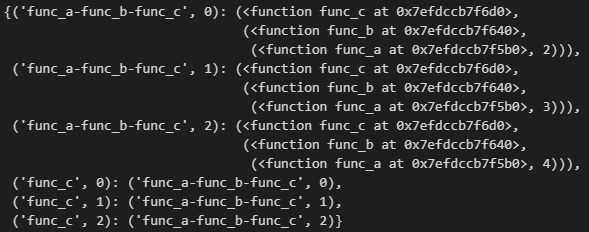 {('func_a-func_b-func_c', 0): (<function func_c at 0x7efdccb7f6d0>,
(<function func_b at 0x7efdccb7f640>,
(<function func_a at 0x7efdccb7f5b0>, 2))),
('func_a-func_b-func_c', 1): (<function func_c at 0x7efdccb7f6d0>,
(<function func_b at 0x7efdccb7f640>,
(<function func_a at 0x7efdccb7f5b0>, 3))),
('func_a-func_b-func_c', 2): (<function func_c at 0x7efdccb7f6d0>,
(<function func_b at 0x7efdccb7f640>,
(<function func_a at 0x7efdccb7f5b0>, 4))),
('func_c', 0): ('func_a-func_b-func_c', 0),
('func_c', 1): ('func_a-func_b-func_c', 1),
('func_c', 2): ('func_a-func_b-func_c', 2)}